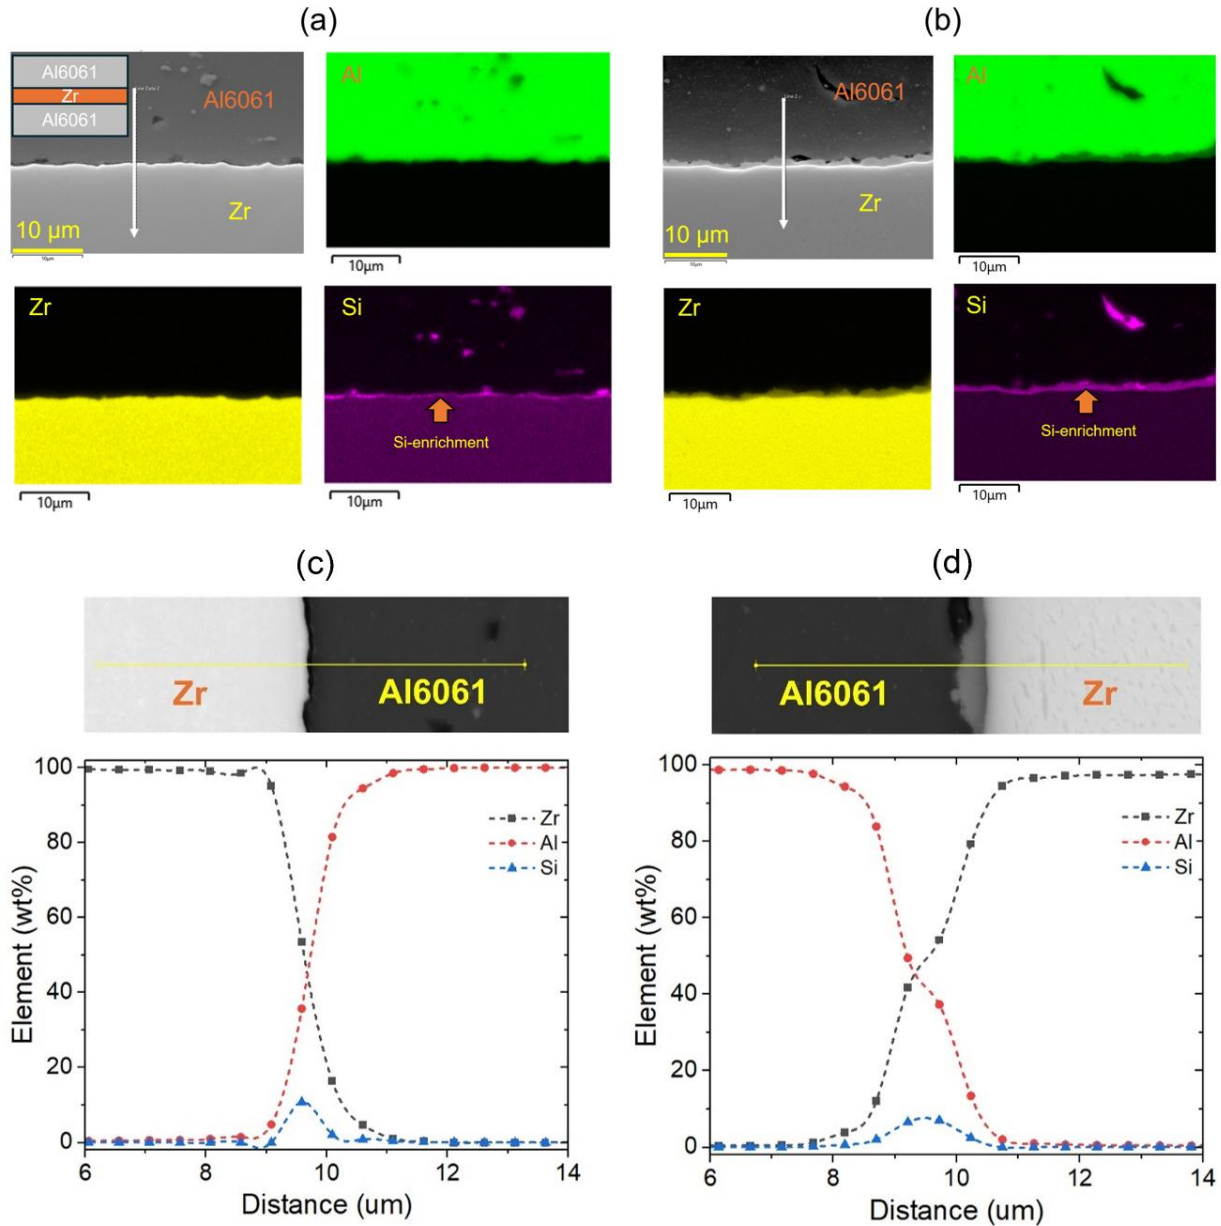 (a)
Al6061
Zr
Al6061
Al6061
Zr
10 µm
10µm
Al
10µm
Zr
10µm
Si
Si-enrichment
10µm
(b)
Al6061
Zr
10 µm
10µm
Al
10µm
Zr
10µm
Si
Si-enrichment
10µm
(c)
Zr
Al6061
100
80
60
40
20
0
Element (wt%)
Zr
Al
Si
6
8
10
12
14
Distance (um)
(d)
Al6061
Zr
100
80
60
40
20
0
Element (wt%)
Zr
Al
Si
6
8
10
12
14
Distance (um)